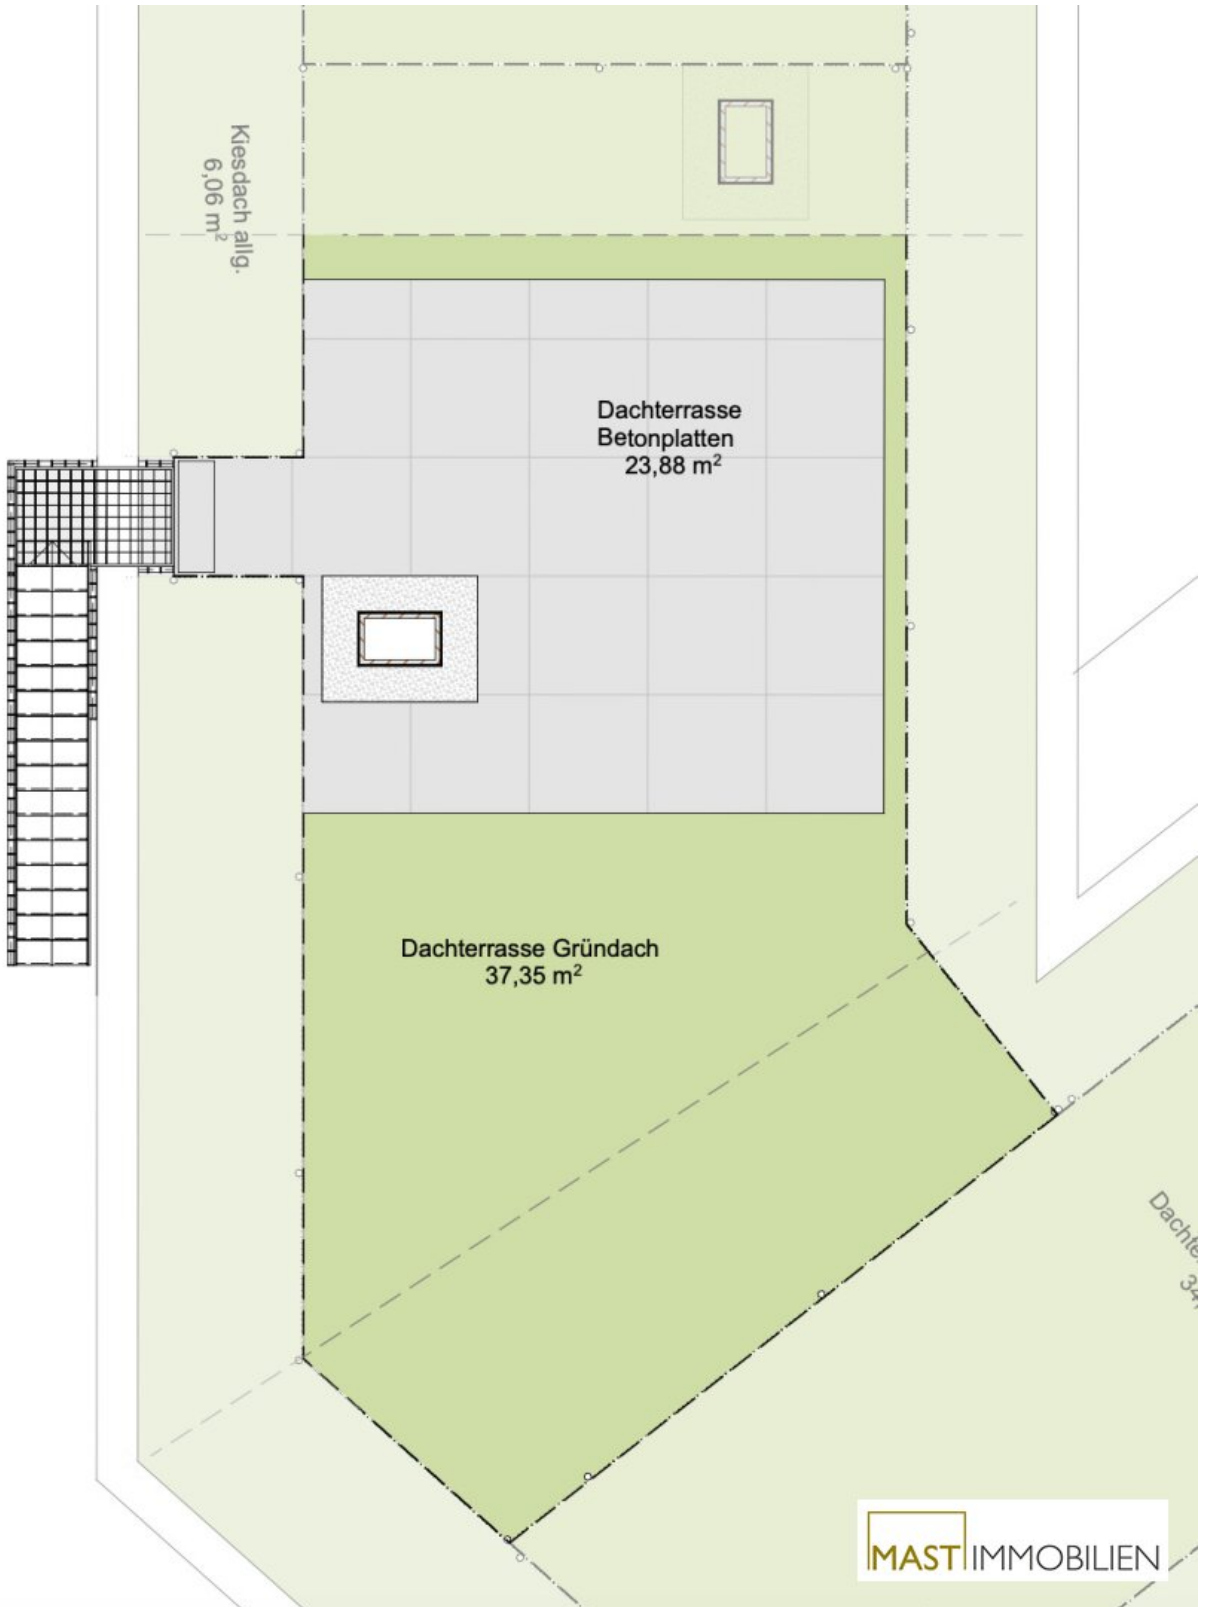 Kiesdach allg.
6,06 m²
Dachterrasse
Betonplatten
23,88 m²
Dachterrasse Gründach
37,35 m²
MAST IMMOBILIEN